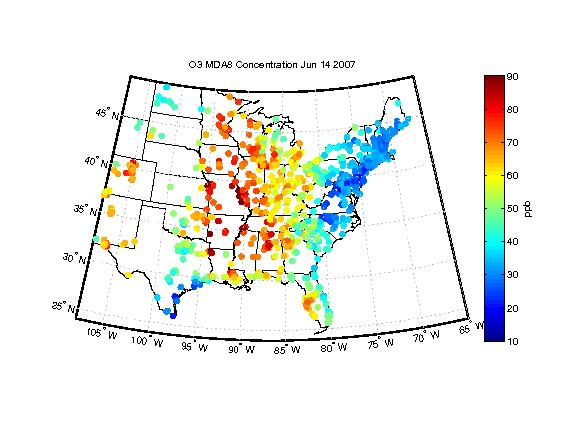 O3 MDA8 Concentration Jun 14 2007
45° N
40° N
35° N
30° N
25° N
105° W
100° W
95° W
90° W
85° W
80° W
75° W
70° W
65° W
90
80
70
60
50
40
30
20
10
ppb